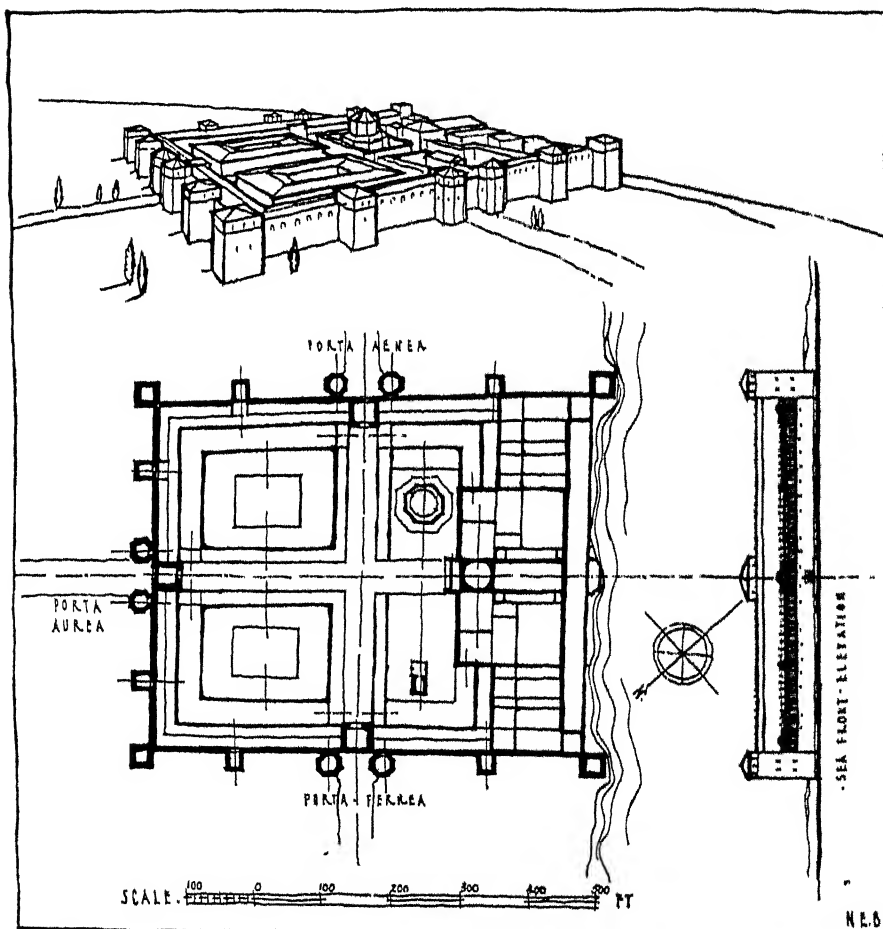 PORTA AENEA
PORTA
AUREA
PORTA-FERREA
N
·SEA FRONT-ELEVATION
SCALE. 100 0 100 200 300 400 500 FT
N.E.B